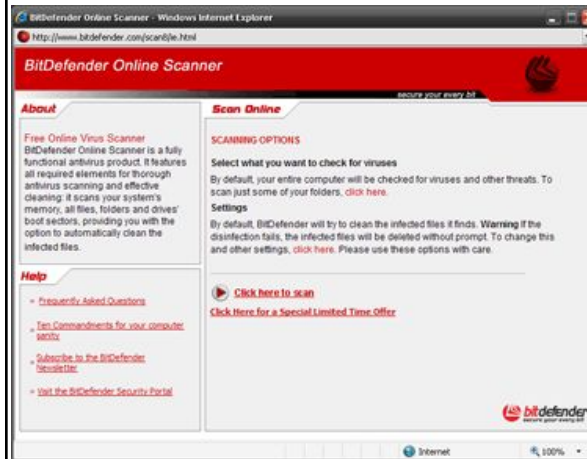 BitDefender Online Scanner - Windows Internet Explorer
http://www.bitdefender.com/scan8/ie.html
BitDefender Online Scanner
secure your every bit
About
Free Online Virus Scanner
BitDefender Online Scanner is a fully
functional antivirus product. It features
all required elements for thorough
antivirus scanning and effective
cleaning: it scans your system's
memory, all files, folders and drives'
boot sectors, providing you with the
option to automatically clean the
infected files.
Help
Frequently Asked Questions
Ten Commandments for your computer
sanity
Subscribe to the BitDefender
Newsletter
Visit the BitDefender Security Portal
Scan Online
SCANNING OPTIONS
Select what you want to check for viruses
By default, your entire computer will be checked for viruses and other threats. To
scan just some of your folders, click here.
Settings
By default, BitDefender will try to clean the infected files it finds. Warning If the
disinfection fails, the infected files will be deleted without prompt. To change this
and other settings, click here. Please use these options with care.
Click here to scan
Click Here for a Special Limited Time Offer
bitdefender
secure your every bit
Internet
100%